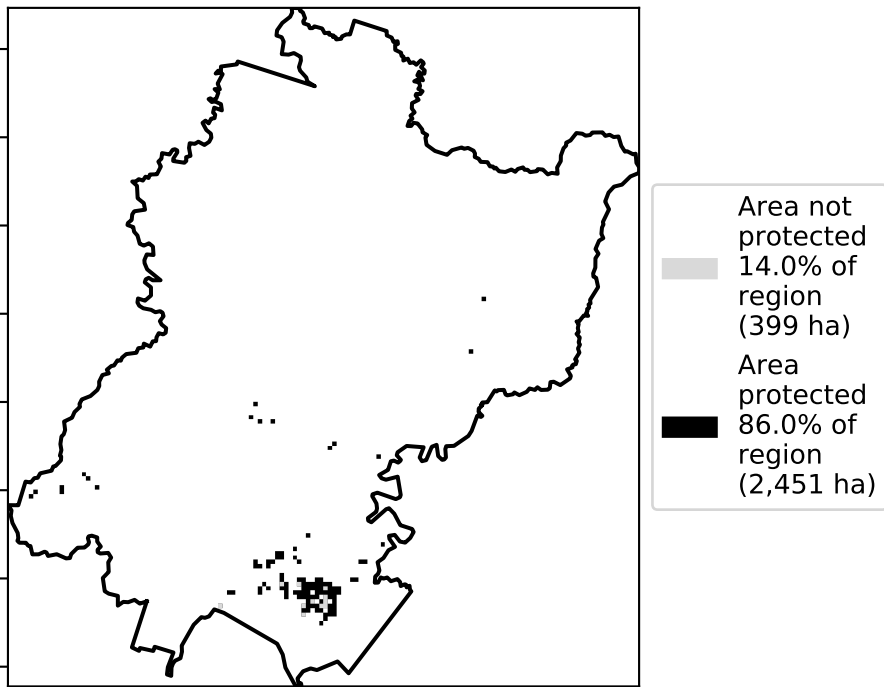 Area not
protected
14.0% of
region
(399 ha)
Area
protected
86.0% of
region
(2,451 ha)